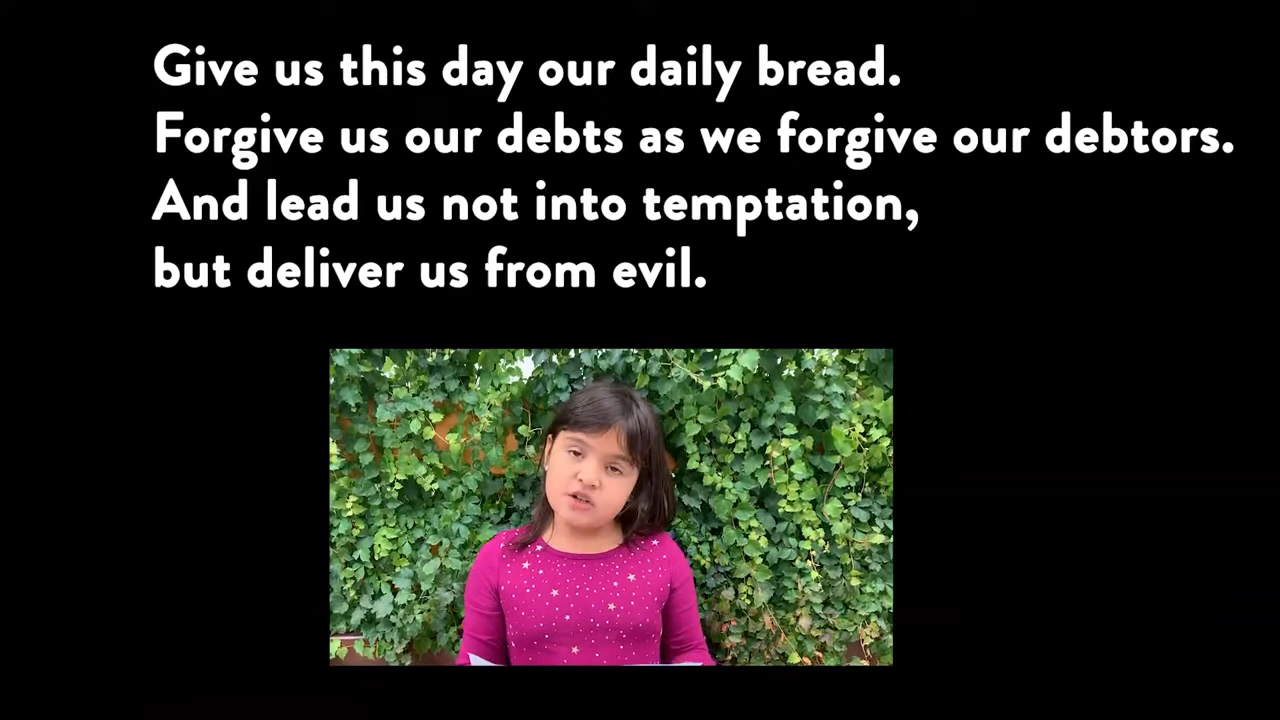 Give us this day our daily bread.
Forgive us our debts as we forgive our debtors.
And lead us not into temptation,
but deliver us from evil.